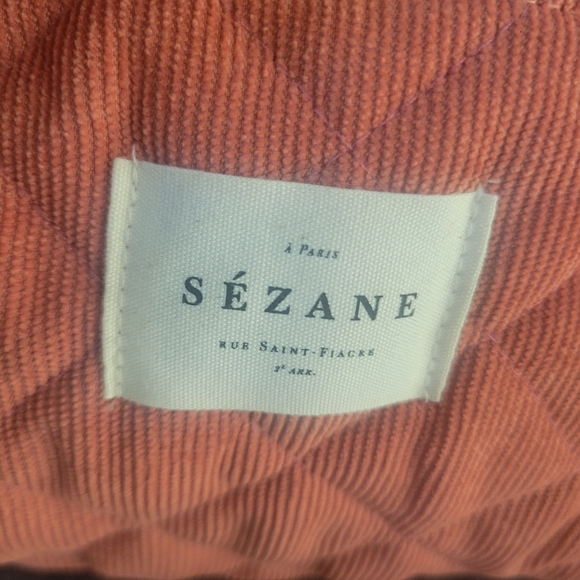 À PARIS
SÉZANE
RUE SAINT-FIACRE
2E ARR.